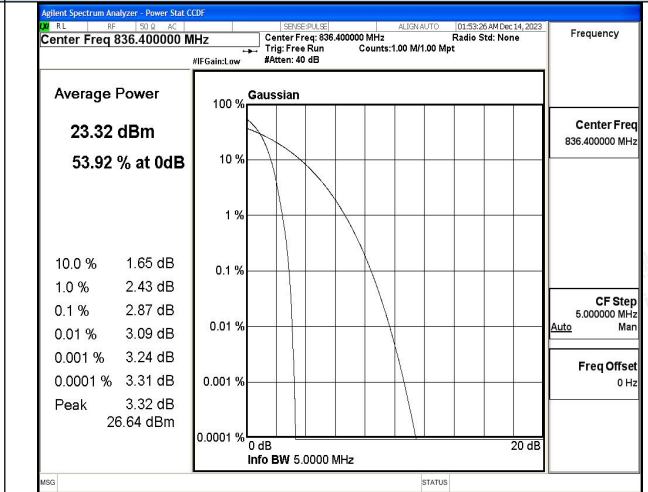 Agilent Spectrum Analyzer - Power Stat CCDF
RL RF 50 Ω AC SENSE:PULSE ALIGN AUTO 01:53:26 AM Dec 14, 2023
Center Freq 836.400000 MHz
Center Freq: 836.400000 MHz Radio Std: None
Trig: Free Run Counts:1.00 M/1.00 Mpt
#IFGain:Low #Atten: 40 dB
Frequency
Average Power
23.32 dBm
53.92 % at 0dB
10.0 % 1.65 dB
1.0 % 2.43 dB
0.1 % 2.87 dB
0.01 % 3.09 dB
0.001 % 3.24 dB
0.0001 % 3.31 dB
Peak 3.32 dB
26.64 dBm
Gaussian
100 %
10 %
1 %
0.1 %
0.01 %
0.001 %
0.0001 %
0 dB 20 dB
Info BW 5.0000 MHz
Center Freq
836.400000 MHz
CF Step
5.000000 MHz
Auto Man
Freq Offset
0 Hz
MSG STATUS